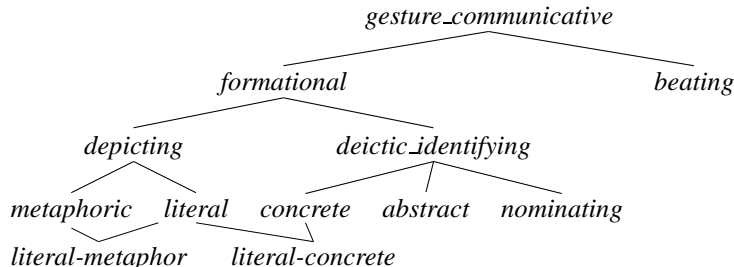 gesture_communicative
formational beating
depicting deictic_identifying
metaphoric literal concrete abstract nominating
literal-metaphor literal-concrete